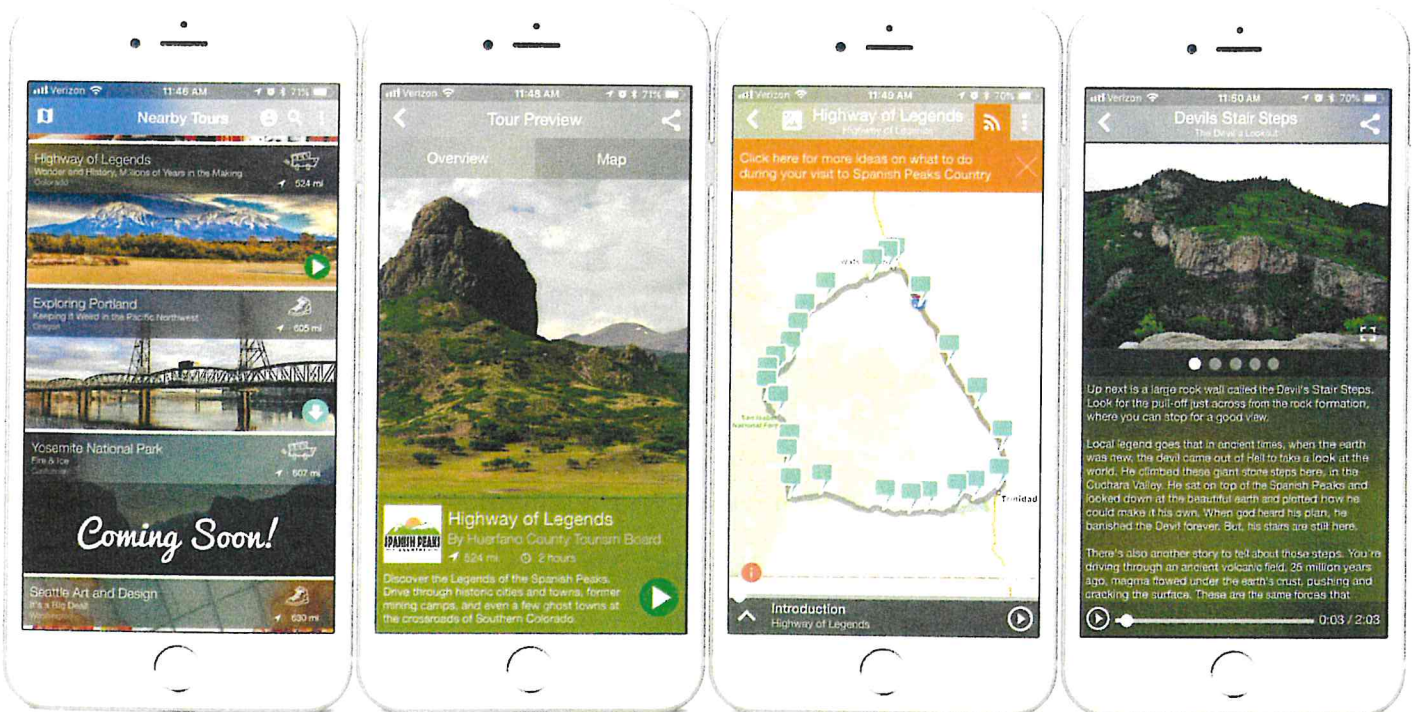 Verizon
11:46 AM
71%
Nearby Tours
Highway of Legends
Wonder and History, Millions of Years in the Making
Colorado
524 mi
Exploring Portland
Keeping it Weird in the Pacific Northwest
Oregon
605 mi
Yosemite National Park
Fire & Ice
California
607 mi
Coming Soon!
Seattle Art and Design
It's a Big Deal!
Washington
630 mi
Verizon
11:48 AM
71%
Tour Preview
Overview
Map
SPANISH PEAKS
COUNTRY
Highway of Legends
By Huerfano County Tourism Board
524 mi
2 hours
Discover the Legends of the Spanish Peaks.
Drive through historic cities and towns, former
mining camps, and even a few ghost towns at
the crossroads of Southern Colorado.
Verizon
11:49 AM
70%
Highway of Legends
Highway of Legends
Click here for more ideas on what to do
during your visit to Spanish Peaks Country
San Isabel
National Fore
Trinidad
Introduction
Highway of Legends
Verizon
11:50 AM
70%
Devils Stair Steps
The Devil's Lookout
Up next is a large rock wall called the Devil's Stair Steps.
Look for the pull-off just across from the rock formation,
where you can stop for a good view.
Local legend goes that in ancient times, when the earth
was new, the devil came out of Hell to take a look at the
world. He climbed these giant stone steps here, in the
Cuchara Valley. He sat on top of the Spanish Peaks and
looked down at the beautiful earth and plotted how he
could make it his own. When god heard his plan, he
banished the Devil forever. But, his stairs are still here.
There's also another story to tell about those steps. You're
driving through an ancient volcanic field. 25 million years
ago, magma flowed under the earth's crust, pushing and
cracking the surface. These are the same forces that
0:03 / 2:03